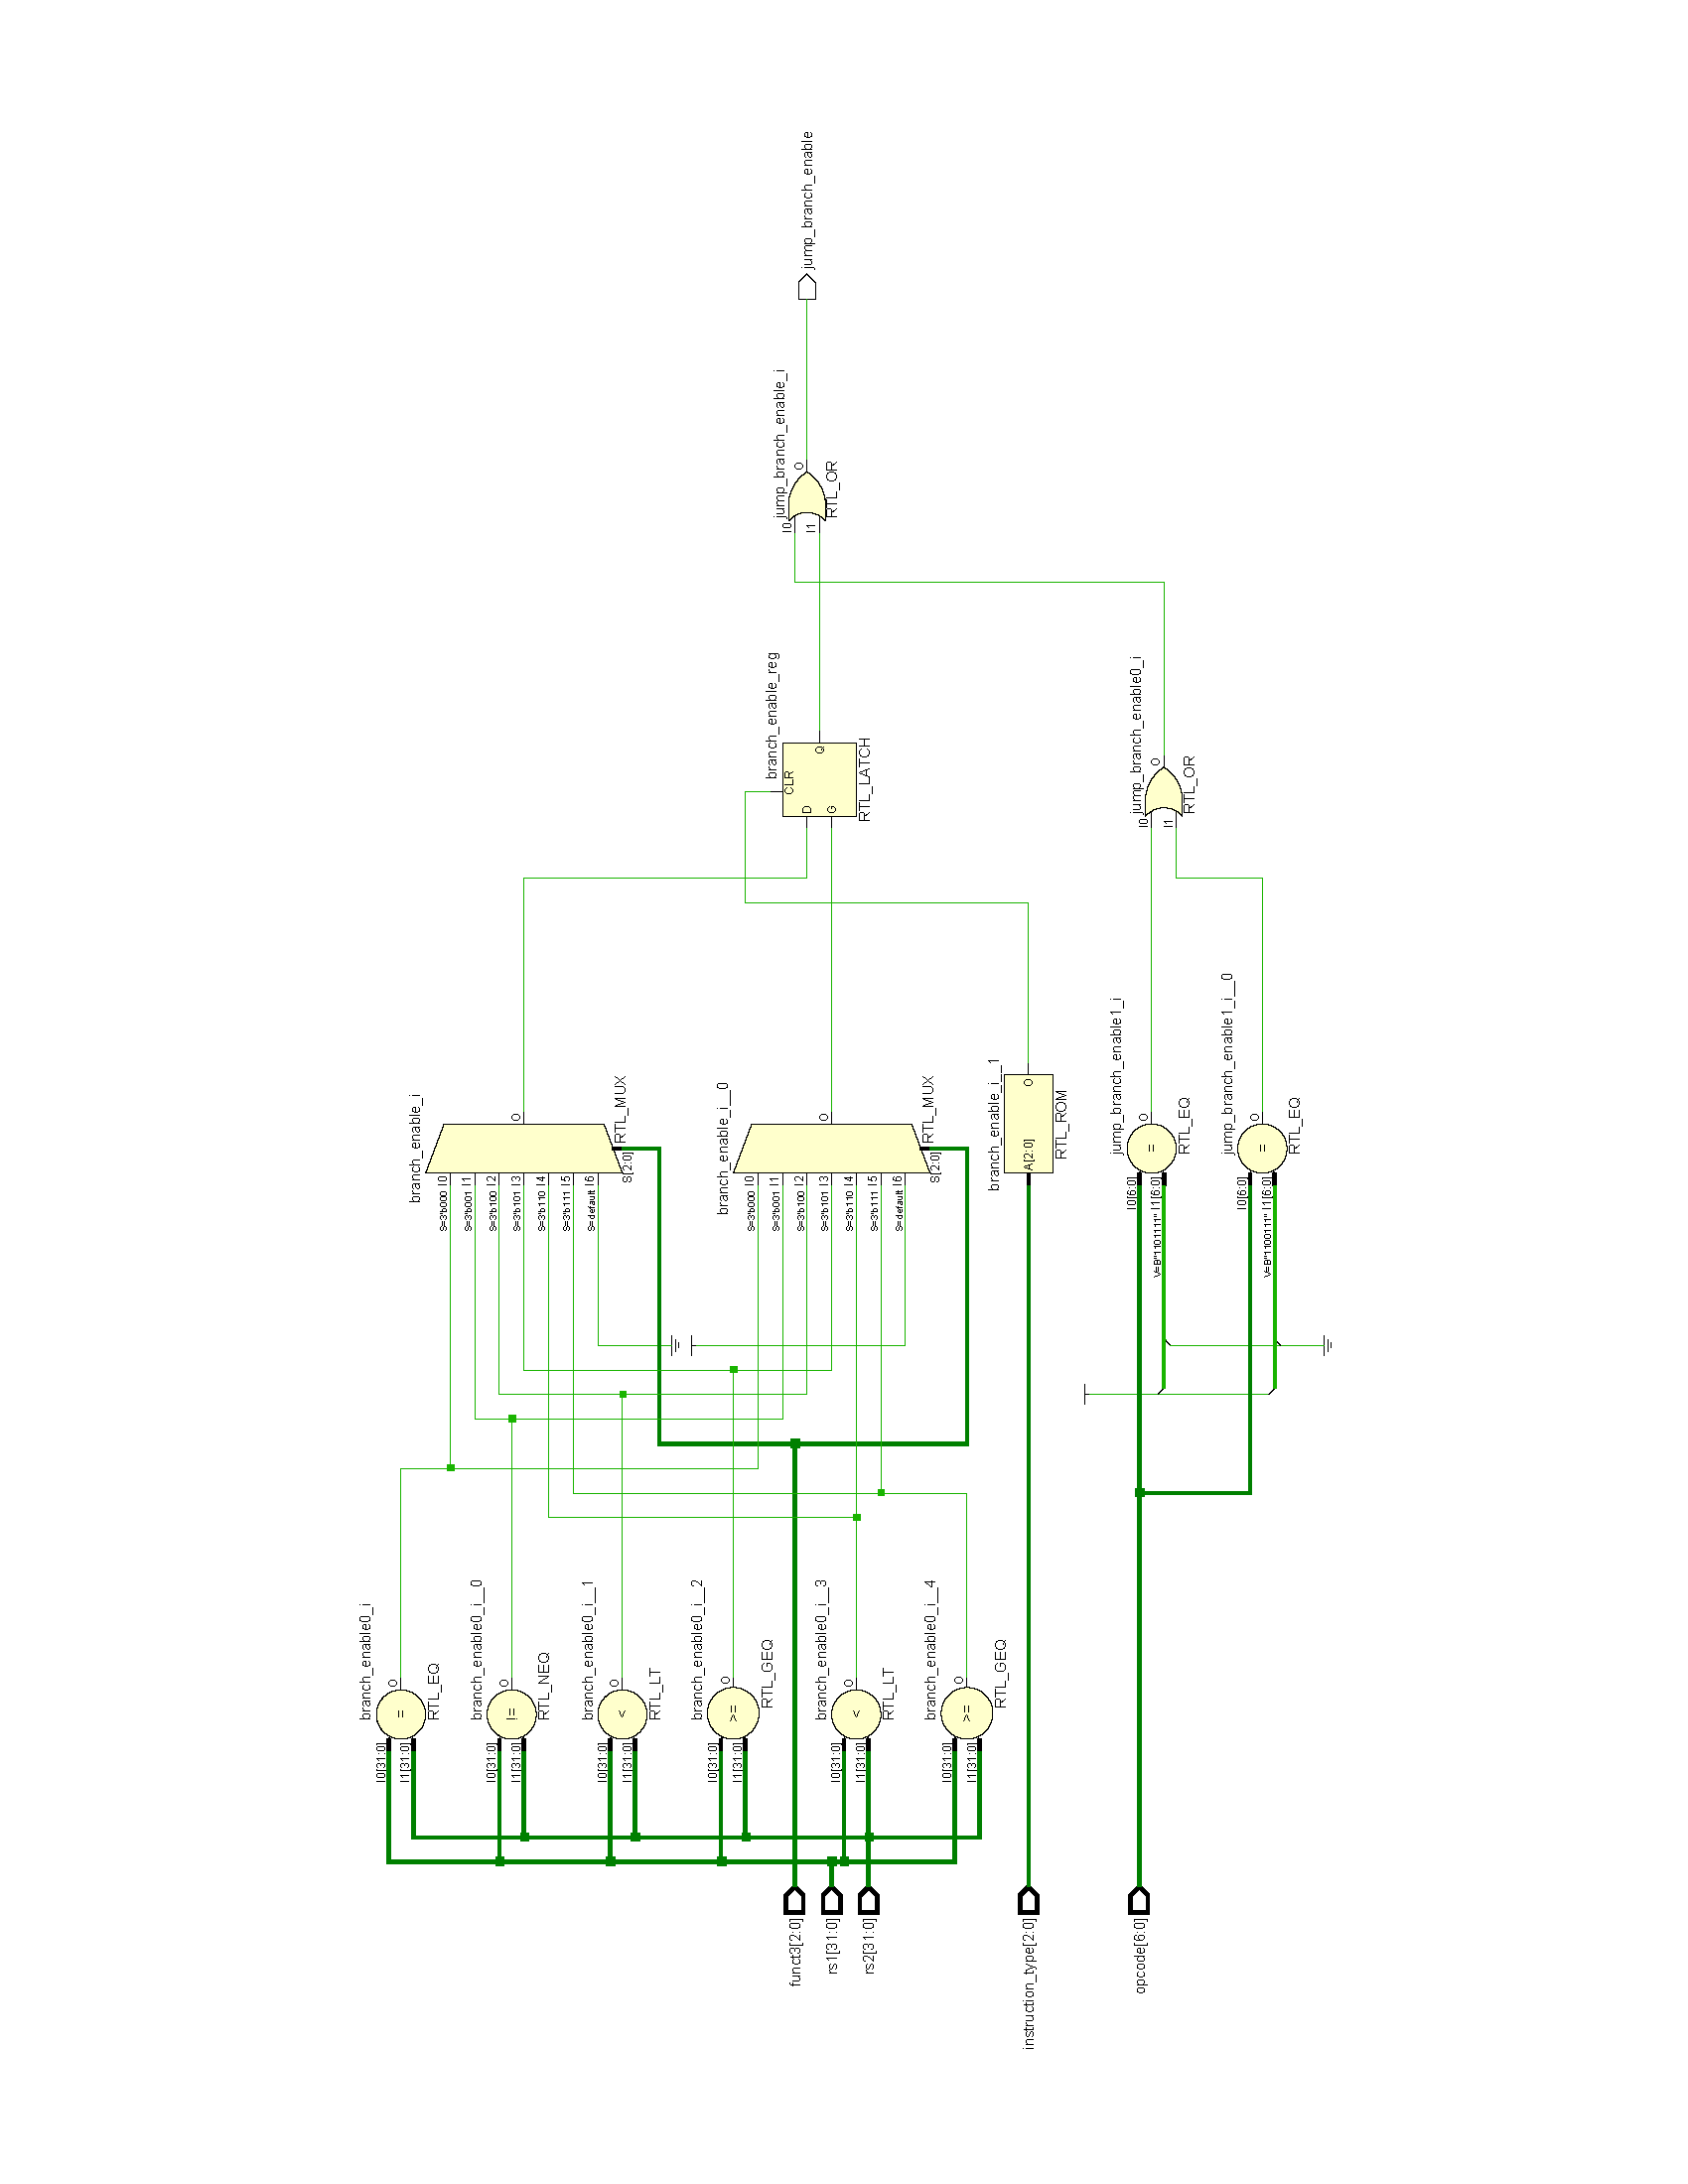 jump_branch_enable
jump_branch_enable_i
I0
I1
O
RTL_OR
branch_enable_reg
CLR
D
G
Q
RTL_LATCH
jump_branch_enable0_i
I0
I1
O
RTL_OR
branch_enable_i
S=3'b000 I0
S=3'b001 I1
S=3'b100 I2
S=3'b101 I3
S=3'b110 I4
S=3'b111 I5
S=default I6
O
S[2:0]
RTL_MUX
branch_enable_i__0
S=3'b000 I0
S=3'b001 I1
S=3'b100 I2
S=3'b101 I3
S=3'b110 I4
S=3'b111 I5
S=default I6
O
S[2:0]
RTL_MUX
branch_enable_i__1
A[2:0]
O
RTL_ROM
jump_branch_enable1_i
I0[6:0]
V=B"1101111" I1[6:0]
=
O
RTL_EQ
jump_branch_enable1_i__0
I0[6:0]
V=B"1100111" I1[6:0]
=
O
RTL_EQ
branch_enable0_i
I0[31:0]
I1[31:0]
=
O
RTL_EQ
branch_enable0_i__0
I0[31:0]
I1[31:0]
!=
O
RTL_NEQ
branch_enable0_i__1
I0[31:0]
I1[31:0]
<
O
RTL_LT
branch_enable0_i__2
I0[31:0]
I1[31:0]
>=
O
RTL_GEQ
branch_enable0_i__3
I0[31:0]
I1[31:0]
<
O
RTL_LT
branch_enable0_i__4
I0[31:0]
I1[31:0]
>=
O
RTL_GEQ
funct3[2:0]
rs1[31:0]
rs2[31:0]
instruction_type[2:0]
opcode[6:0]